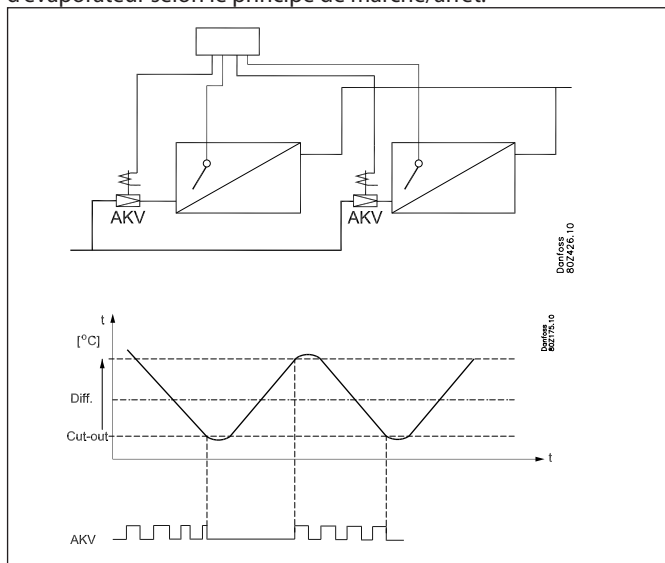 d'évaporateur selon le principe de marche/arrêt.
AKV
AKV
Danfoss
80Z426.10
t
[°C]
Danfoss
80Z175.10
Diff.
Cut-out
t
AKV